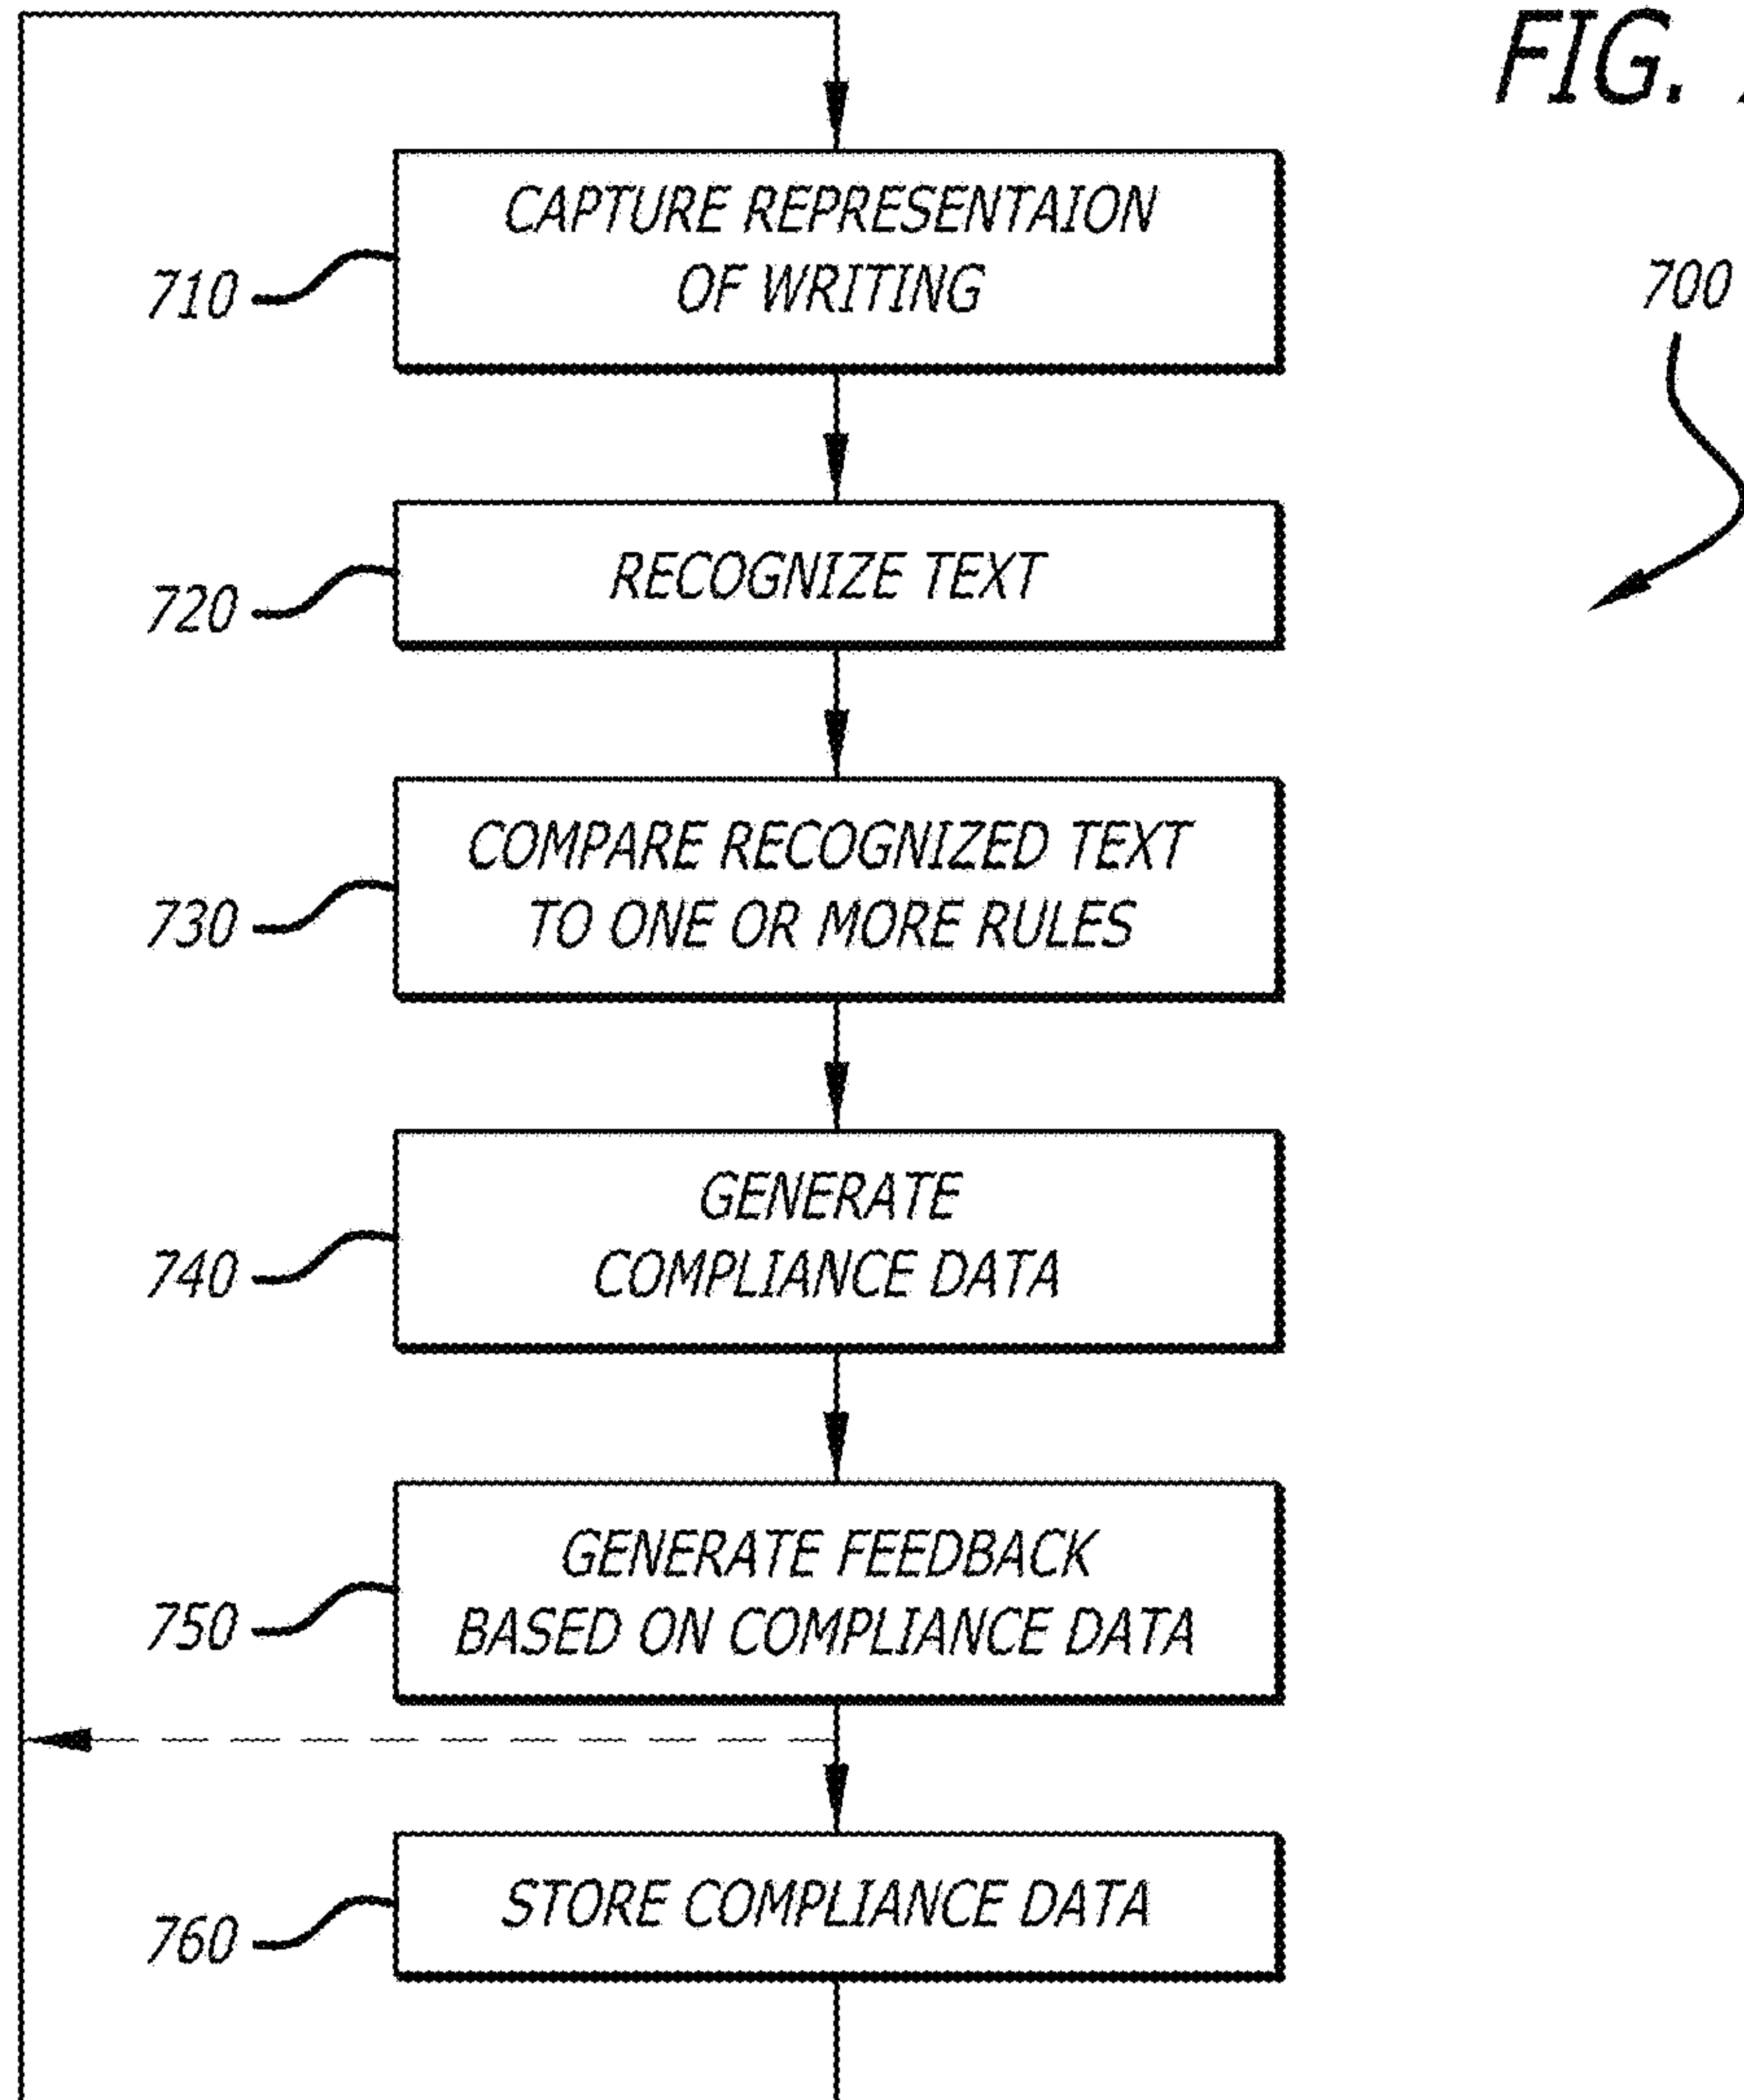 FIG.
CAPTURE REPRESENTAION
OF WRITING
710
700
RECOGNIZE TEXT
720
COMPARE RECOGNIZED TEXT
TO ONE OR MORE RULES
730
GENERATE
COMPLIANCE DATA
740
GENERATE FEEDBACK
BASED ON COMPLIANCE DATA
750
STORE COMPLIANCE DATA
760